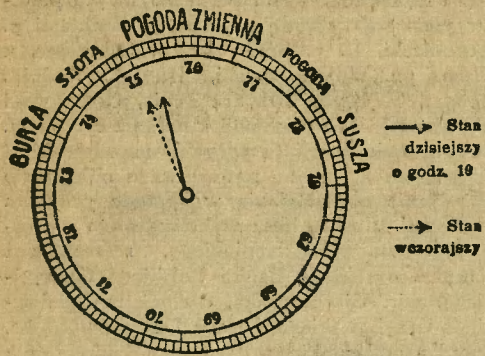 POGODA ZMIENNA
SŁOTA
POGODA
BURZA
SUSZA
73
74
75
76
77
78
79
67
68
69
70
71
72
Stan
dzisiejszy
o godz. 19
Stan
wczorajszy